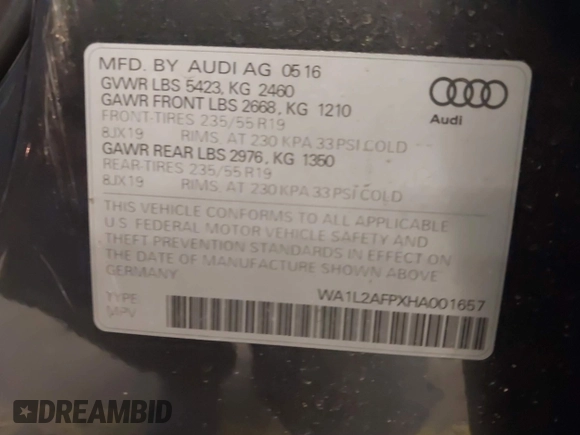 MFD. BY AUDI AG 05 16
GVWR LBS 5423, KG 2460
GAWR FRONT LBS 2668, KG 1210
FRONT-TIRES 235/55 R19
8JX19 RIMS, AT 230 KPA 33 PSI COLD
GAWR REAR LBS 2976, KG 1350
REAR-TIRES 235/55 R19
8JX19 RIMS, AT 230 KPA 33 PSI COLD
Audi
THIS VEHICLE CONFORMS TO ALL APPLICABLE
U.S. FEDERAL MOTOR VEHICLE SAFETY AND
THEFT PREVENTION STANDARDS IN EFFECT ON
THE DATE OF MANUFACTURE SHOWN ABOVE
GERMANY
WA1L2AFPXHA001657
TYPE
MPV
DREAMBID